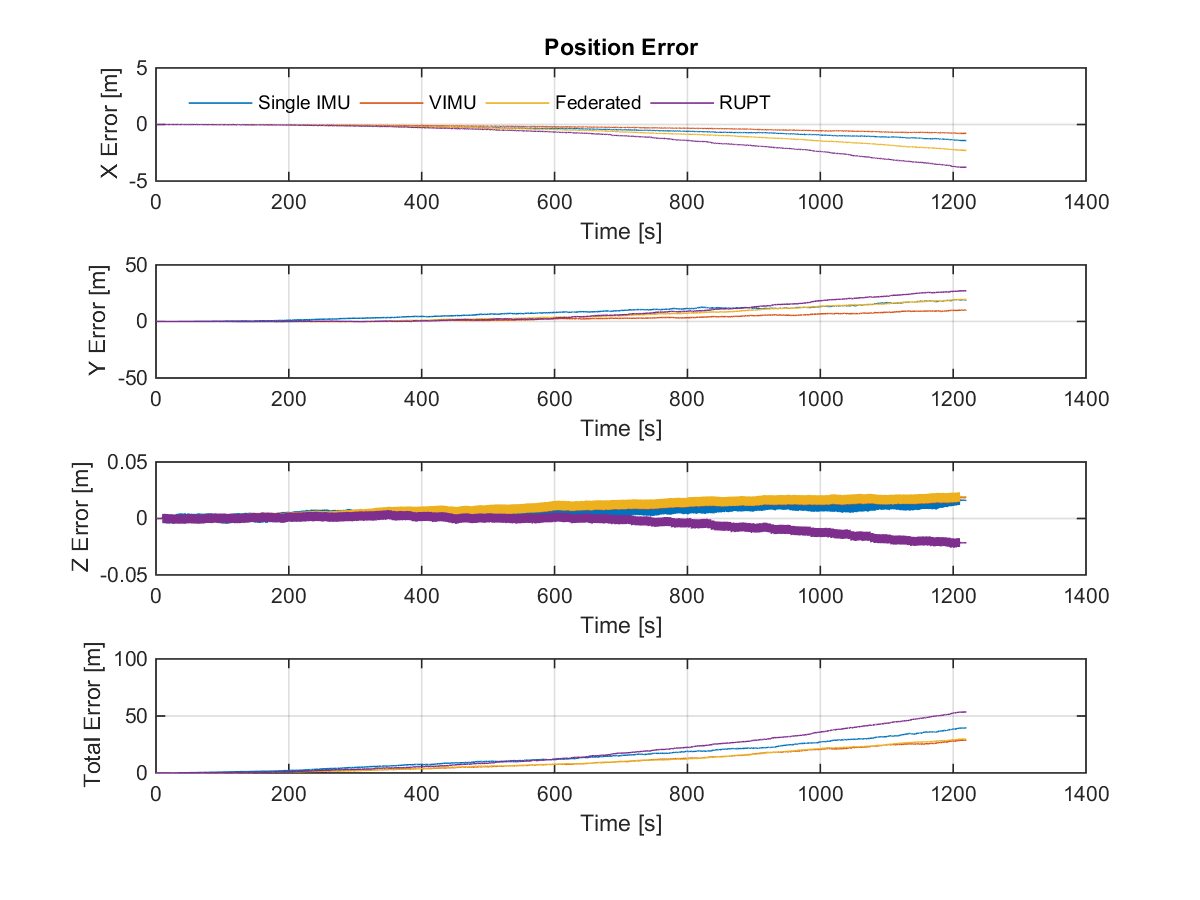 Position Error
X Error [m]
5
0
-5
Single IMU VIMU Federated RUPT
0 200 400 600 800 1000 1200 1400
Time [s]
Y Error [m]
50
0
-50
0 200 400 600 800 1000 1200 1400
Time [s]
Z Error [m]
0.05
0
-0.05
0 200 400 600 800 1000 1200 1400
Time [s]
Total Error [m]
100
50
0
0 200 400 600 800 1000 1200 1400
Time [s]